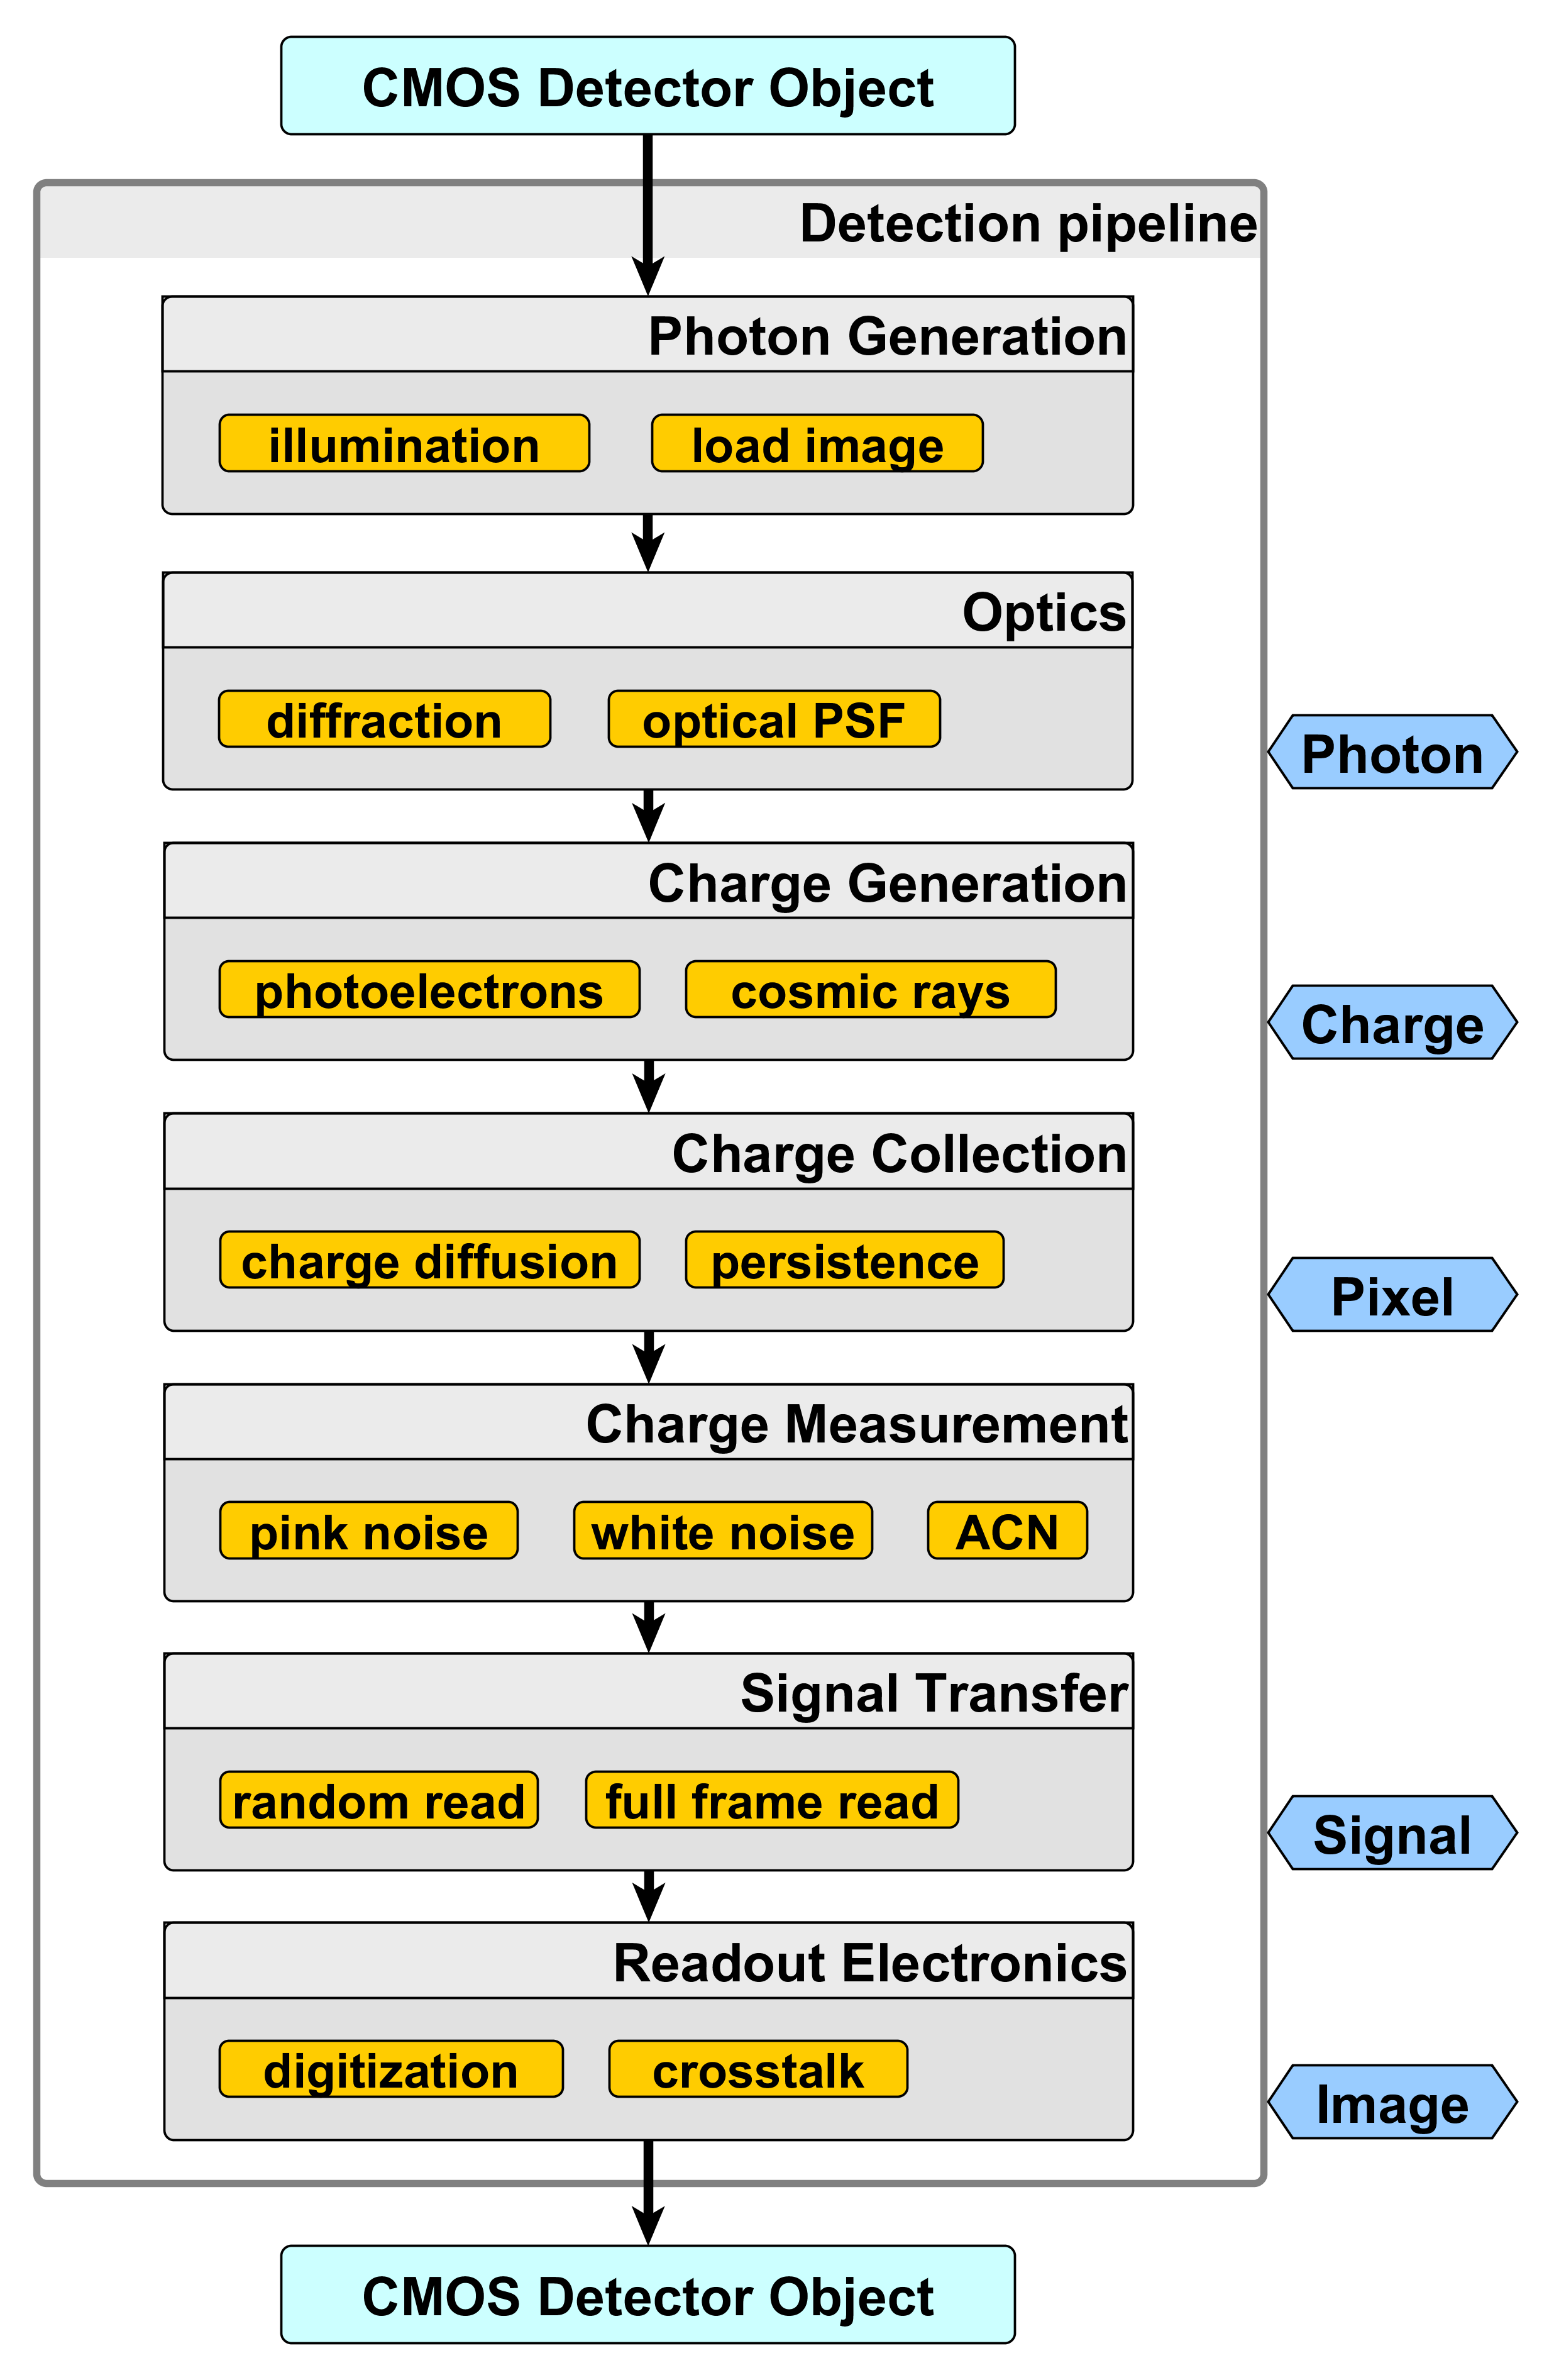 CMOS Detector Object
Detection pipeline
Photon Generation
illumination load image
Optics
diffraction optical PSF
Photon
Charge Generation
photoelectrons cosmic rays
Charge
Charge Collection
charge diffusion persistence
Pixel
Charge Measurement
pink noise white noise ACN
Signal Transfer
random read full frame read
Signal
Readout Electronics
digitization crosstalk
Image
CMOS Detector Object